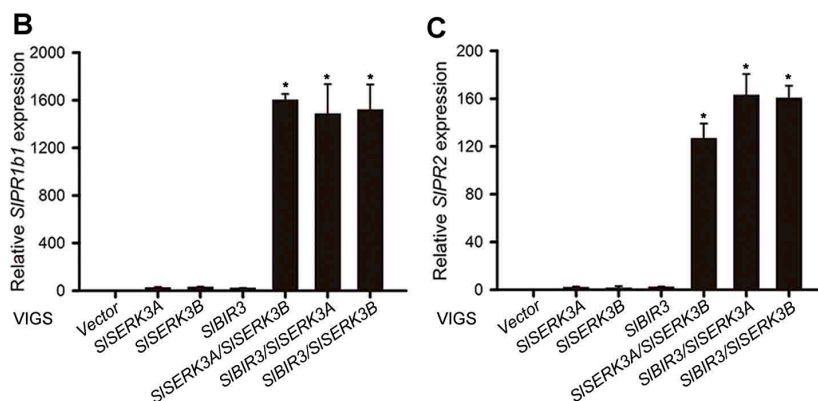 B
Relative SlPR1b1 expression
2000
1600
1200
800
400
0
*
*
*
VIGS
Vector
SlSERK3A
SlSERK3B
SlBIR3
SlSERK3A/SlSERK3B
SlBIR3/SlSERK3A
SlBIR3/SlSERK3B
C
Relative SlPR2 expression
200
160
120
80
40
0
*
*
*
VIGS
Vector
SlSERK3A
SlSERK3B
SlBIR3
SlSERK3A/SlSERK3B
SlBIR3/SlSERK3A
SlBIR3/SlSERK3B